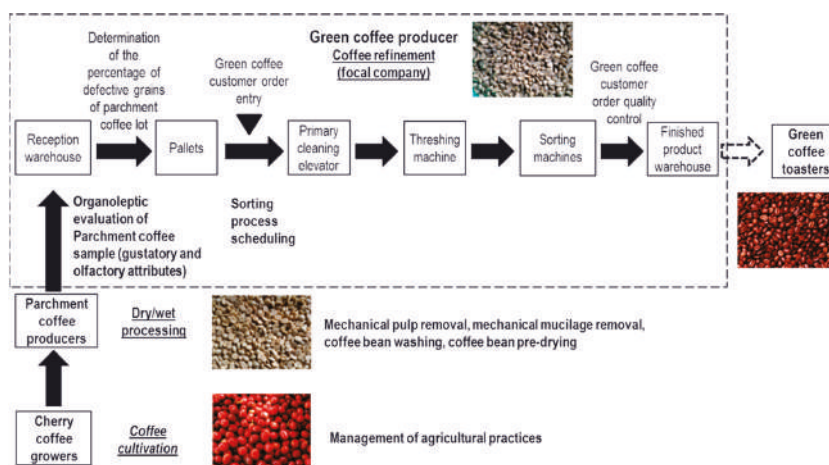 Determination
of the
percentage of
defective grains
of parchment
coffee lot
Green coffee
customer order
entry
Green coffee producer
Coffee refinement
(focal company)
Green coffee
customer
order quality
control
Reception
warehouse
Pallets
Primary
cleaning
elevator
Threshing
machine
Sorting
machines
Finished
product
warehouse
Green
coffee
toasters
Organoleptic
evaluation of
Parchment coffee
sample (gustatory and
olfactory attributes)
Sorting
process
scheduling
Parchment
coffee
producers
Dry/wet
processing
Mechanical pulp removal, mechanical mucilage removal,
coffee bean washing, coffee bean pre-drying
Cherry
coffee
growers
Coffee
cultivation
Management of agricultural practices